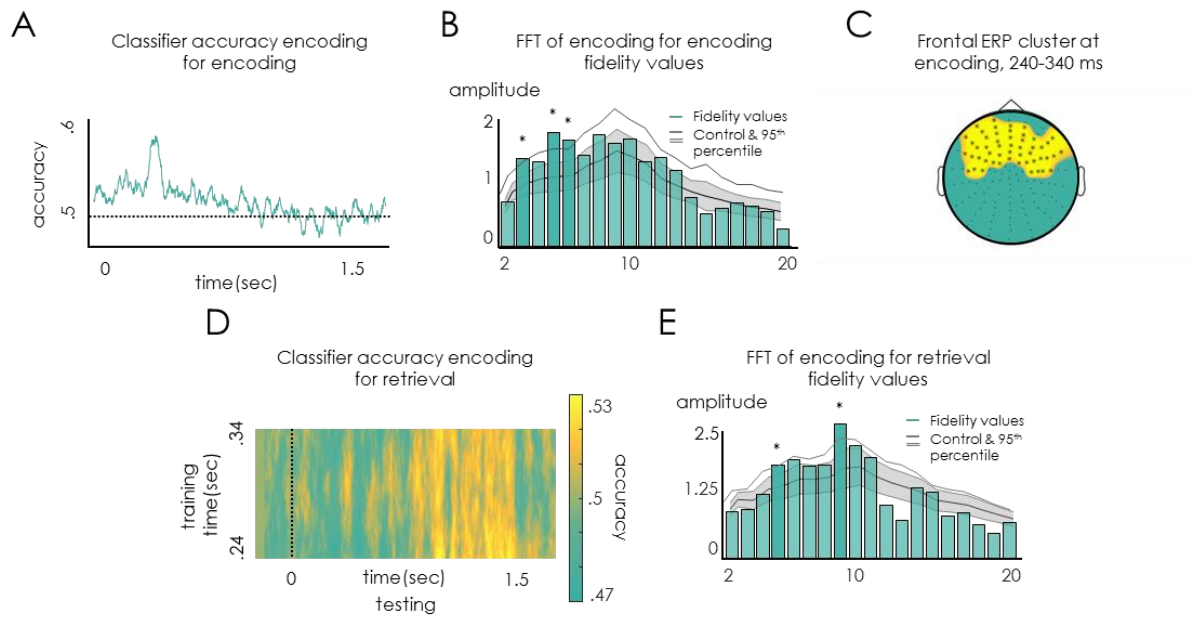 A
Classifier accuracy encoding
for encoding
accuracy
.6
.5
0
1.5
time(sec)
B
FFT of encoding for encoding
fidelity values
amplitude
2
1
0
* * *
Fidelity values
Control & 95th
percentile
2
10
20
C
Frontal ERP cluster at
encoding, 240-340 ms
D
Classifier accuracy encoding
for retrieval
training
time(sec)
.34
.24
0
time(sec)
1.5
testing
.53
.5
.47
accuracy
E
FFT of encoding for retrieval
fidelity values
amplitude
2.5
1.25
0
* *
Fidelity values
Control & 95th
percentile
2
10
20